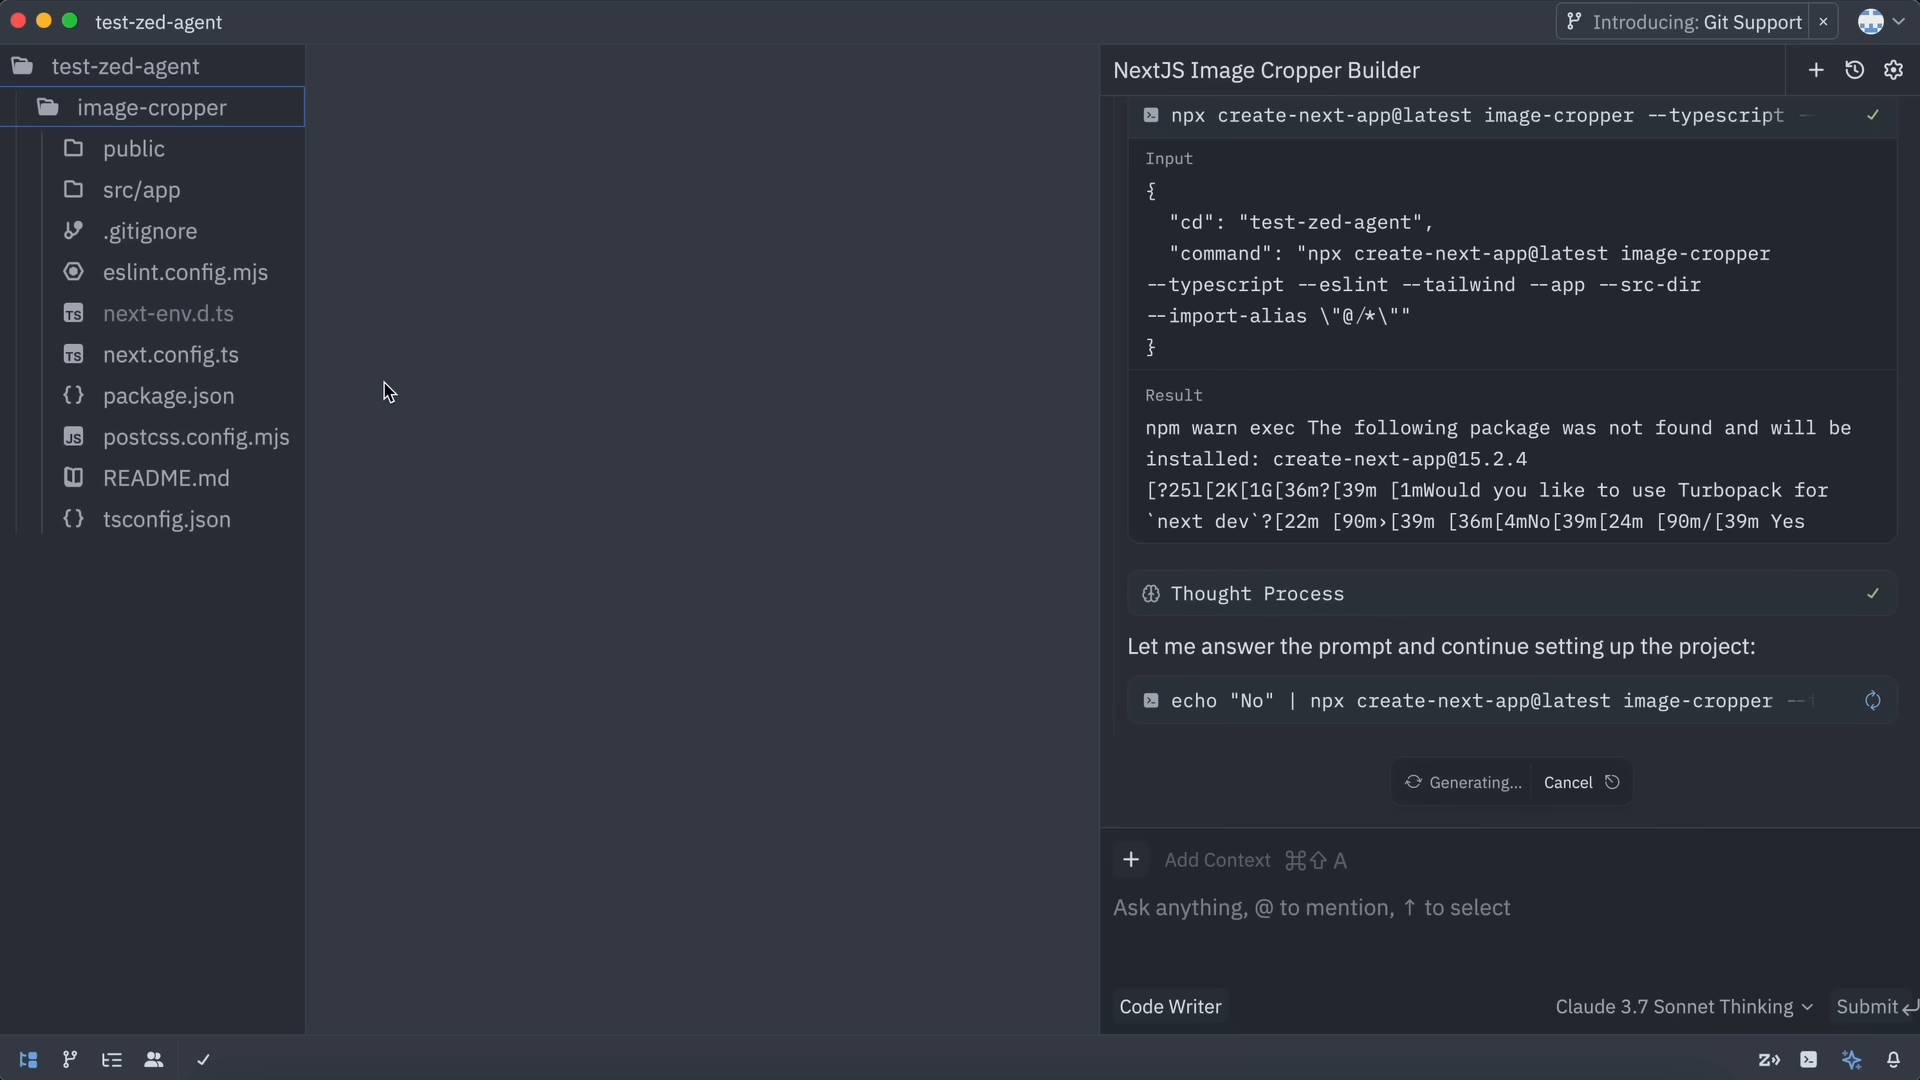 test-zed-agent
Introducing: Git Support
test-zed-agent
image-cropper
public
src/app
.gitignore
eslint.config.mjs
next-env.d.ts
next.config.ts
package.json
postcss.config.mjs
README.md
tsconfig.json
NextJS Image Cropper Builder
npx create-next-app@latest image-cropper --typescript --
Input
{
"cd": "test-zed-agent",
"command": "npx create-next-app@latest image-cropper
--typescript --eslint --tailwind --app --src-dir
--import-alias \"@/*\""
}
Result
npm warn exec The following package was not found and will be
installed: create-next-app@15.2.4
[?25l[2K[1G[36m?[39m [1mWould you like to use Turbopack for
`next dev`?[22m [90m›[39m [36m[4mNo[39m[24m [90m/[39m Yes
Thought Process
Let me answer the prompt and continue setting up the project:
echo "No" | npx create-next-app@latest image-cropper --t
Generating... Cancel
Add Context ⌘⇧ A
Ask anything, @ to mention, ↑ to select
Code Writer
Claude 3.7 Sonnet Thinking
Submit